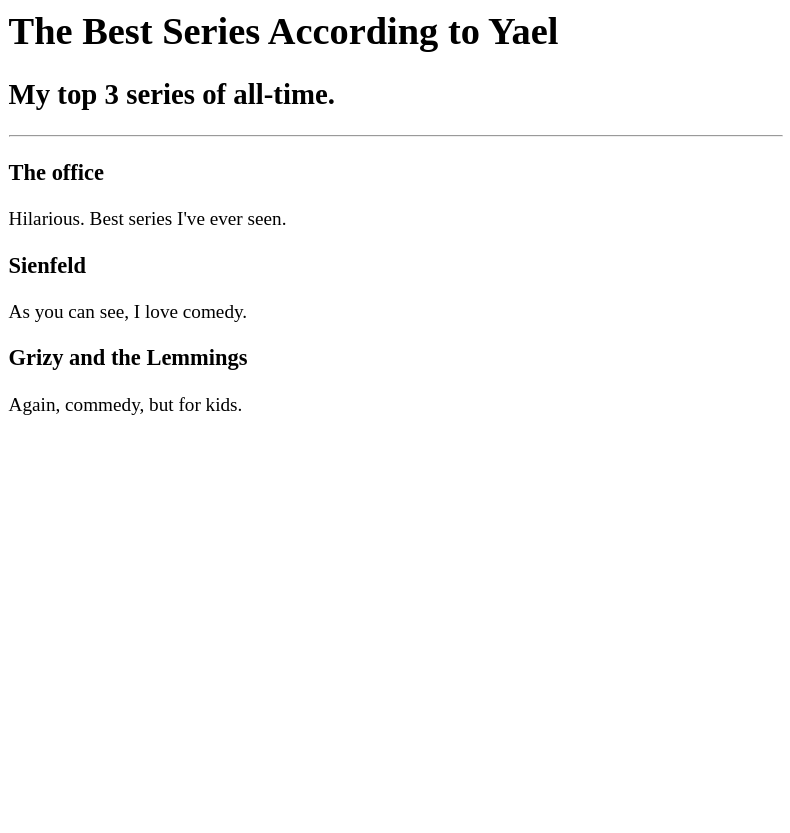 The Best Series According to Yael
My top 3 series of all-time.
The office
Hilarious. Best series I've ever seen.
Sienfeld
As you can see, I love comedy.
Grizy and the Lemmings
Again, commedy, but for kids.